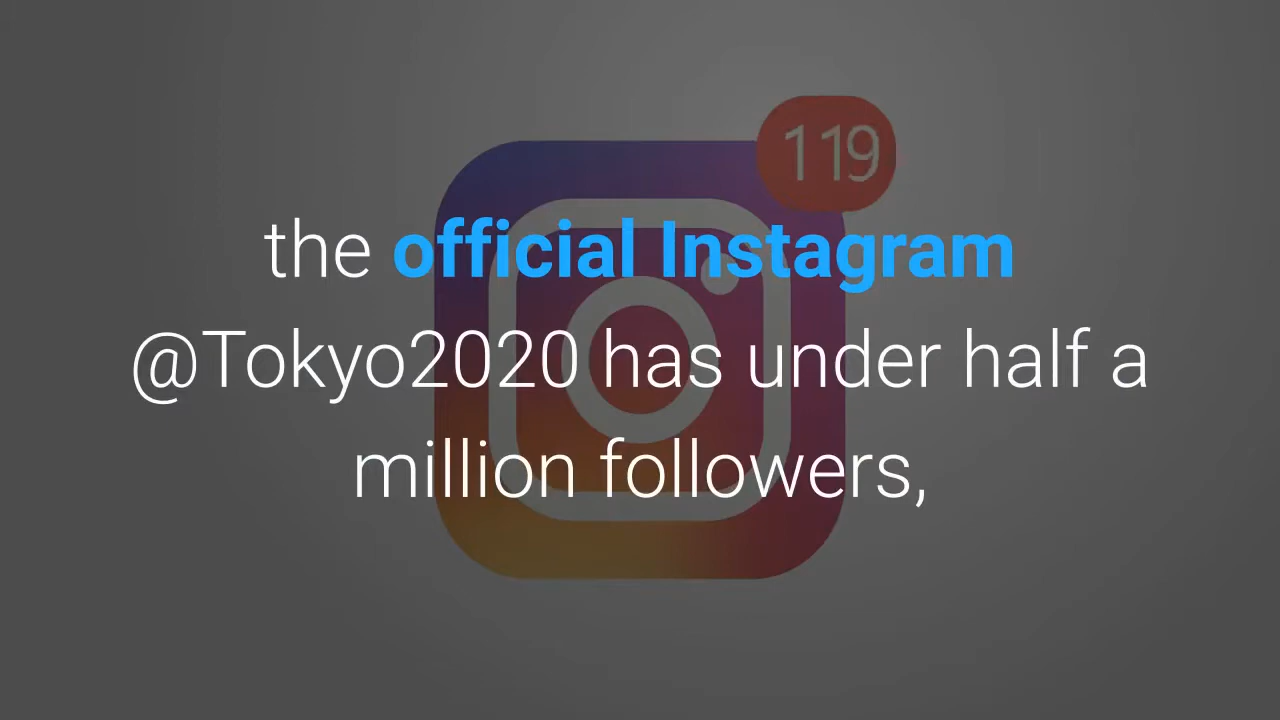 119
the official Instagram
@Tokyo2020 has under half a
million followers,